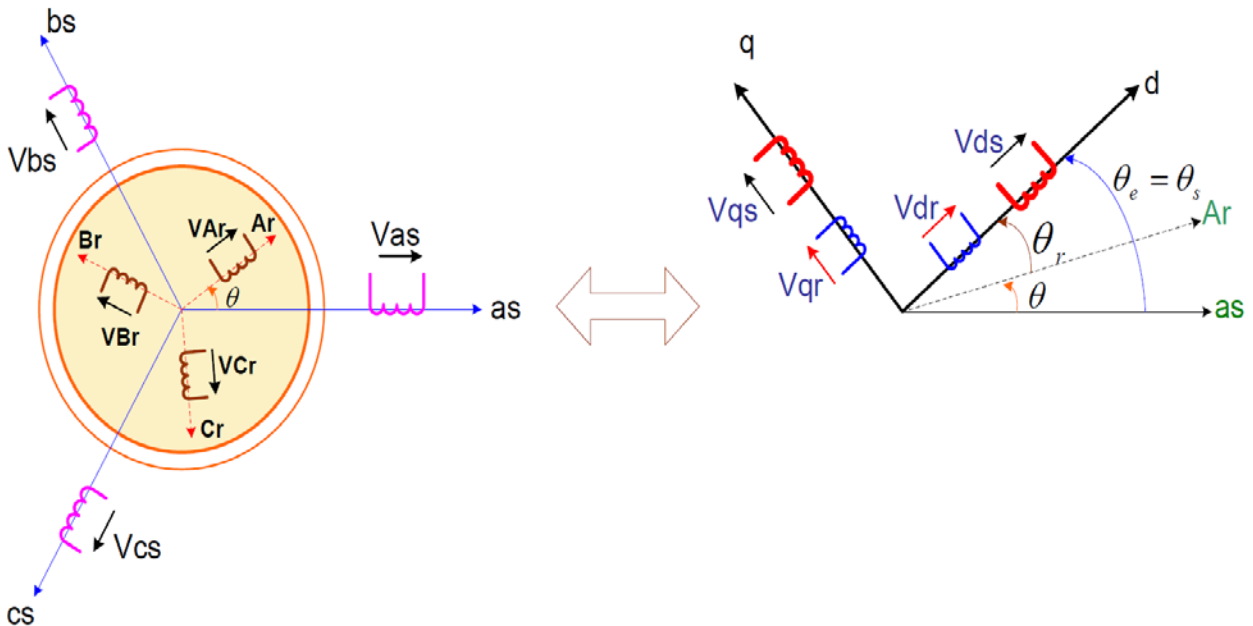 bs
Vbs
VAr
Ar
Br
θ
VBr
VCr
Cr
Vas
as
Vcs
cs
q
d
Vds
Vqs
Vdr
Vqr
θe = θs
Ar
θr
θ
as